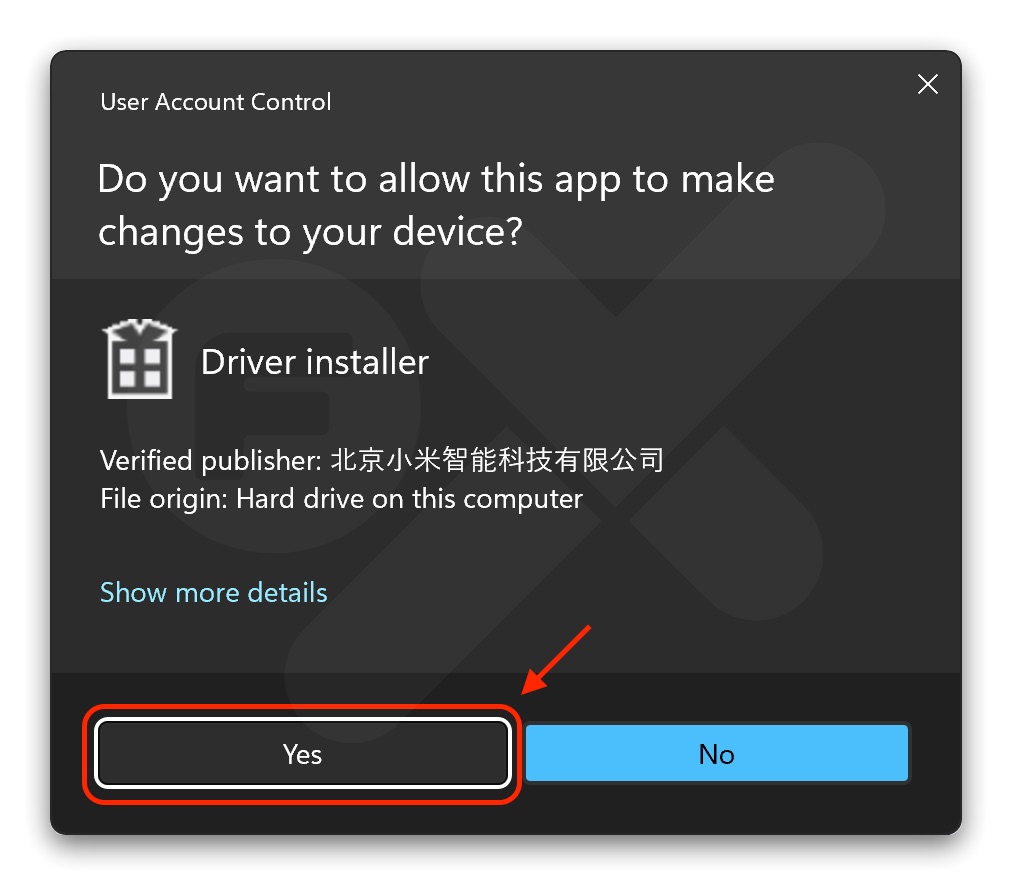 User Account Control
Do you want to allow this app to make
changes to your device?
Driver installer
Verified publisher: 北京小米智能科技有限公司
File origin: Hard drive on this computer
Show more details
Yes
No